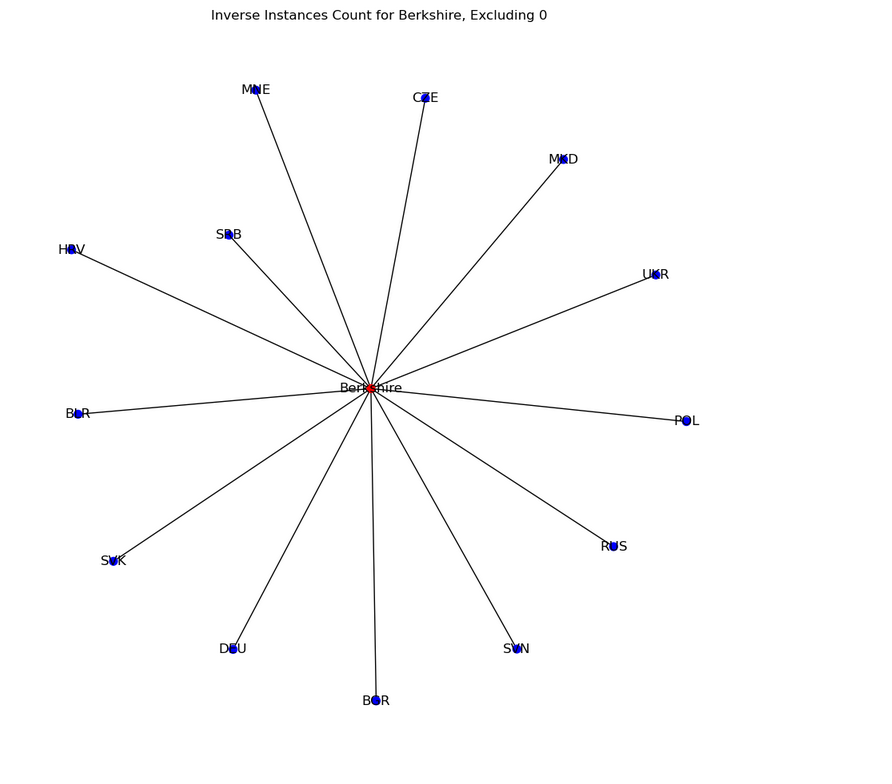 Inverse Instances Count for Berkshire, Excluding 0
MNE
CZE
MKD
SRB
HRV
UKR
Berkshire
BLR
POL
RUS
SVK
DEU
SVN
BGR